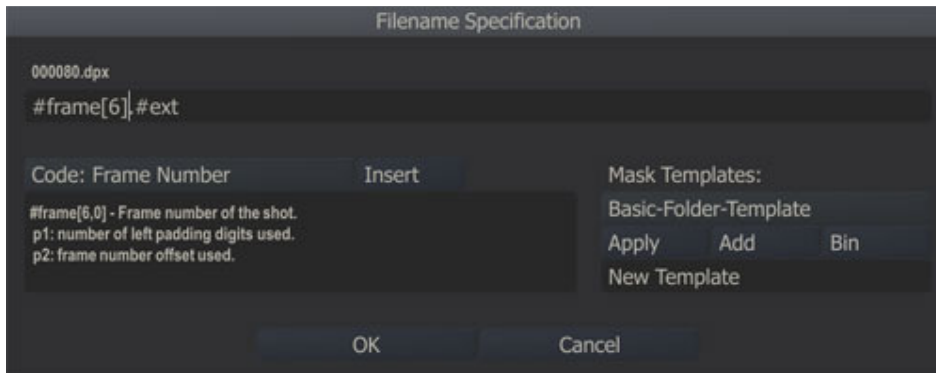 Filename Specification
000080.dpx
#frame[6].#ext
Code: Frame Number
Insert
#frame[6,0] - Frame number of the shot.
p1: number of left padding digits used.
p2: frame number offset used.
Mask Templates:
Basic-Folder-Template
Apply Add Bin
New Template
OK Cancel